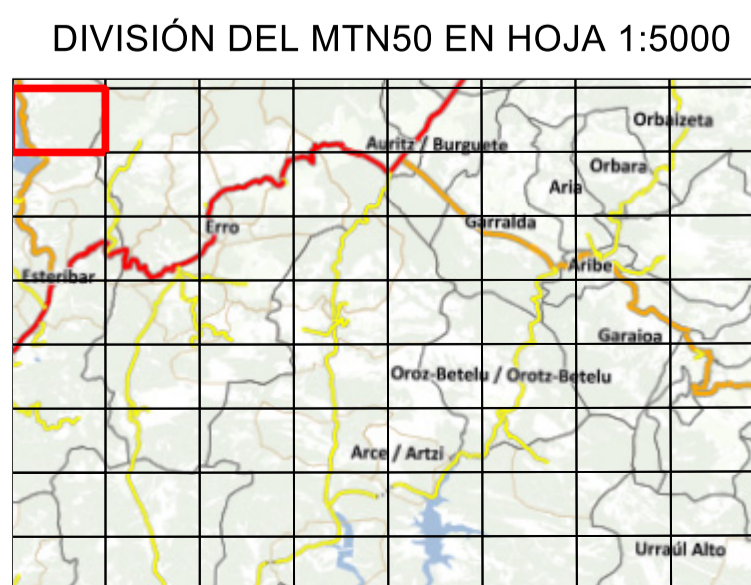 DIVISIÓN DEL MTN50 EN HOJA 1:5000
Orbaizeta
Auritz / Burguete
Orbara
Aria
Garralda
Erro
Aribe
Esteribar
Garaioa
Oroz-Betelu / Orotz-Betelu
Arce / Artzi
Urraúl Alto